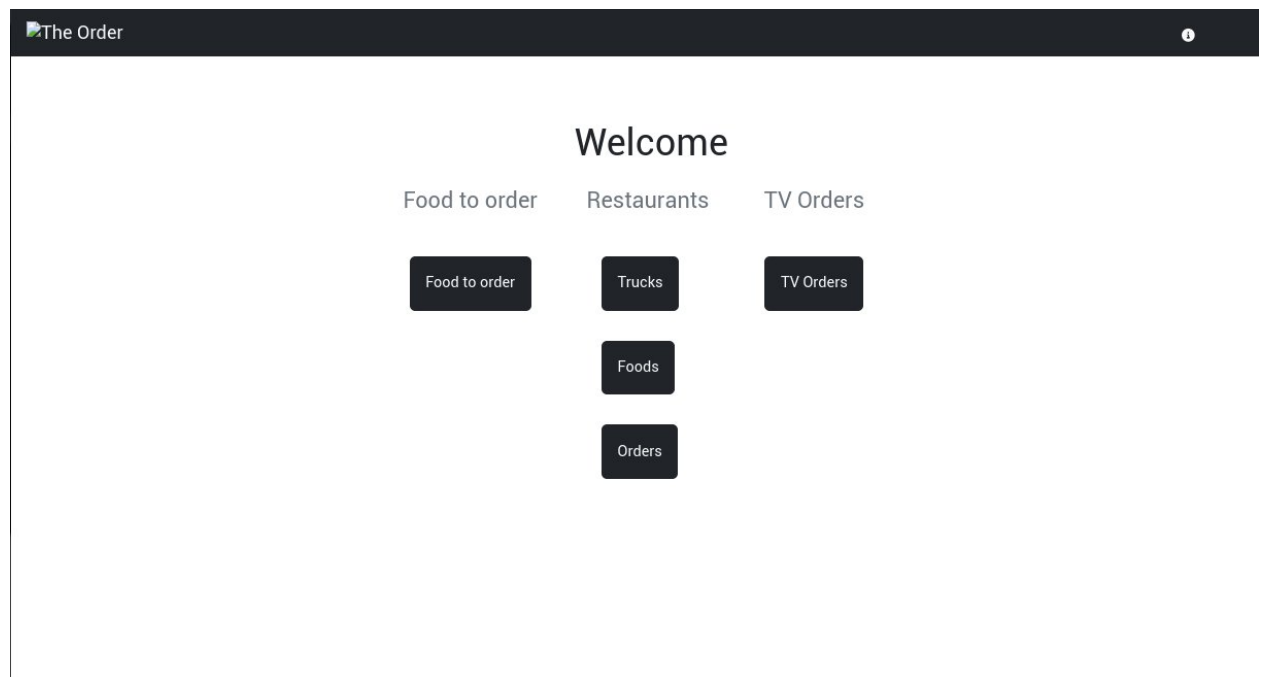 The Order
Welcome
Food to order Restaurants TV Orders
Food to order Trucks TV Orders
Foods
Orders